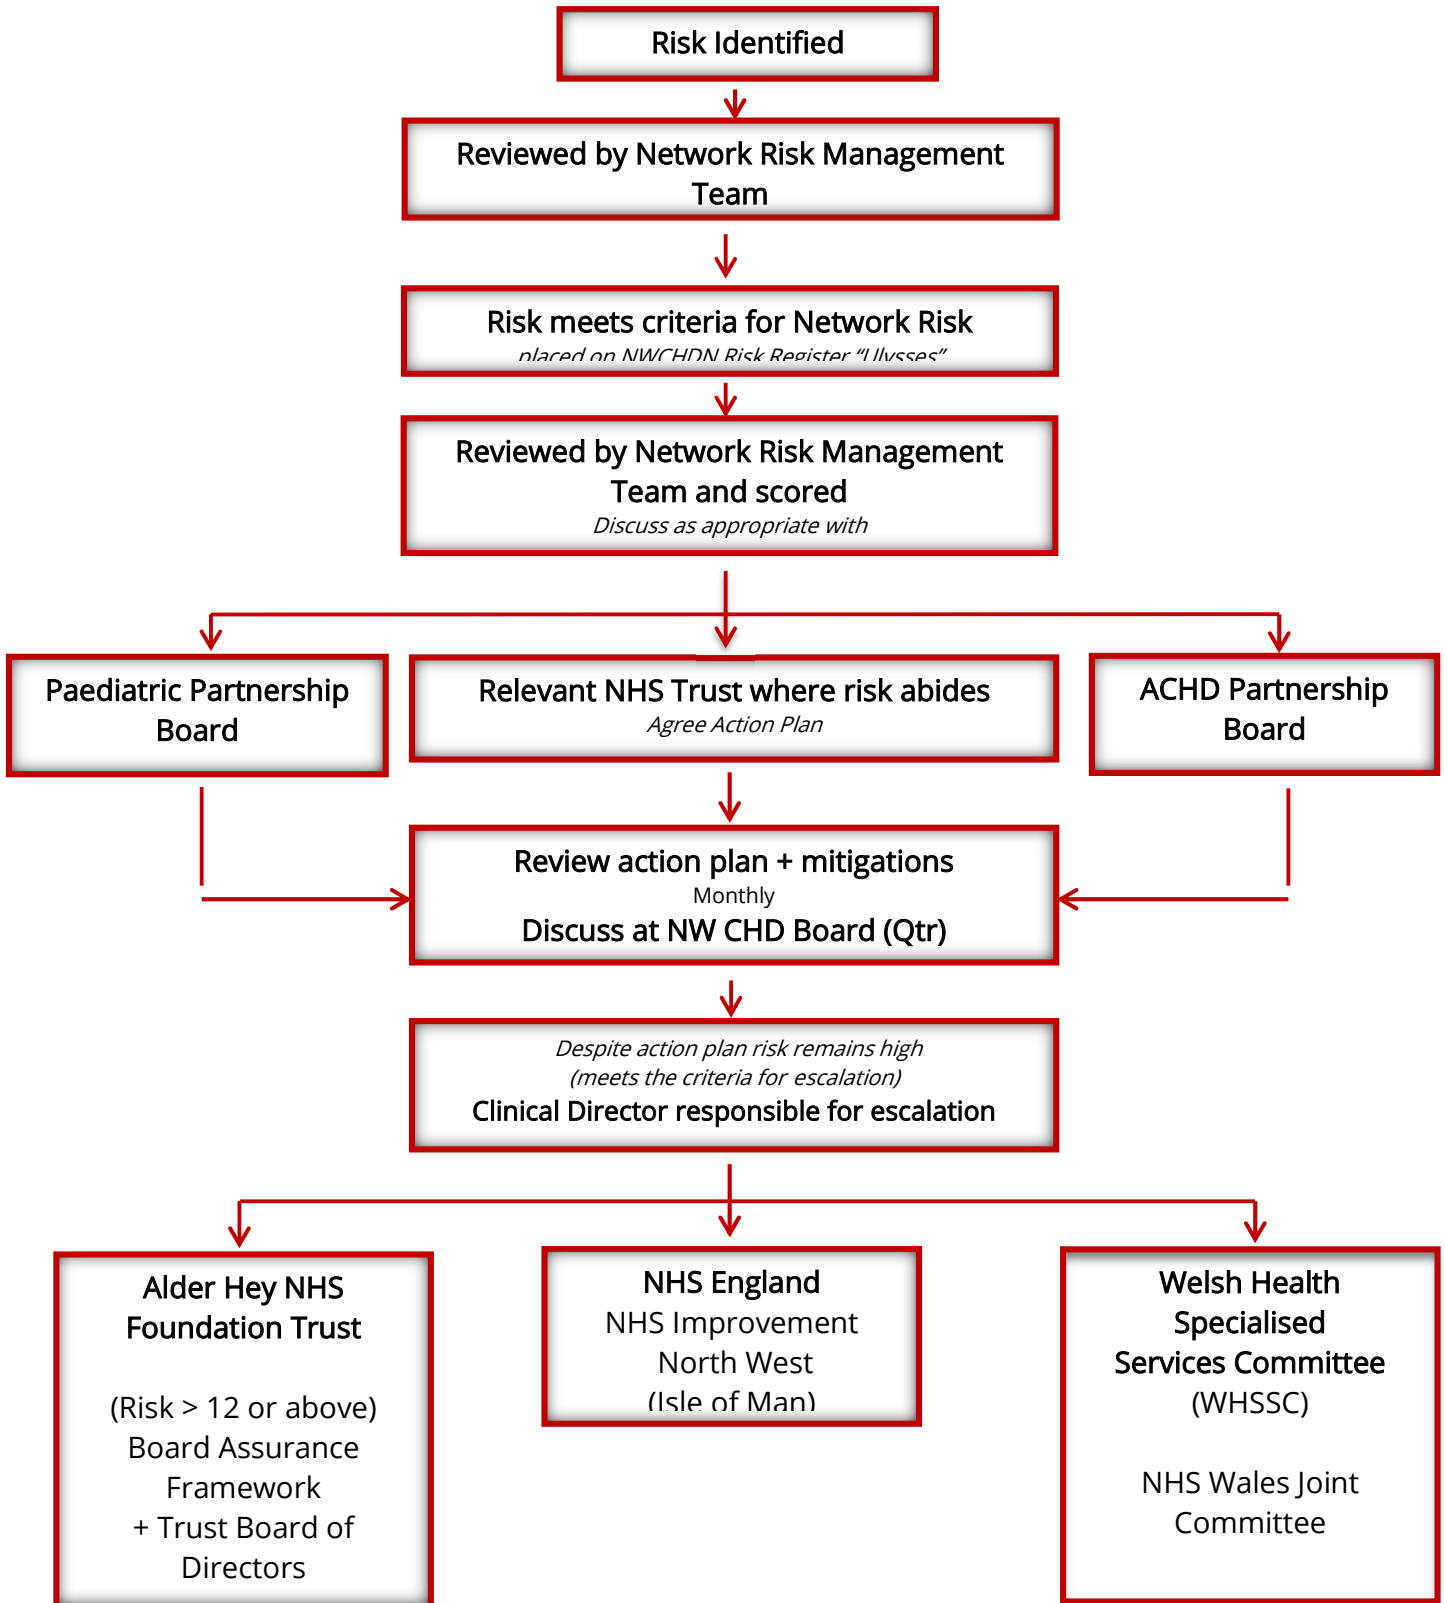 Risk Identified
Reviewed by Network Risk Management
Team
Risk meets criteria for Network Risk
placed on NWCHDN Risk Register “Ulysses”
Reviewed by Network Risk Management
Team and scored
Discuss as appropriate with
Paediatric Partnership
Board
Relevant NHS Trust where risk abides
Agree Action Plan
ACHD Partnership
Board
Review action plan + mitigations
Monthly
Discuss at NW CHD Board (Qtr)
Despite action plan risk remains high
(meets the criteria for escalation)
Clinical Director responsible for escalation
Alder Hey NHS
Foundation Trust
(Risk > 12 or above)
Board Assurance
Framework
+ Trust Board of
Directors
NHS England
NHS Improvement
North West
(Isle of Man)
Welsh Health
Specialised
Services Committee
(WHSSC)
NHS Wales Joint
Committee